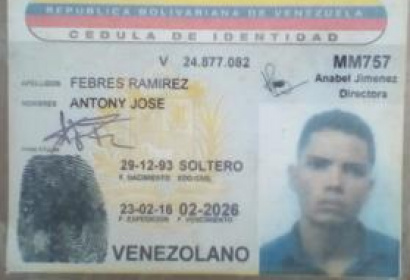 REPUBLICA BOLIVARIANA DE VENEZUELA
CEDULA DE IDENTIDAD
V 24.877.082
MM757
Anabel Jimenez
Directora
APELLIDOS FEBRES RAMIREZ
NOMBRES ANTONY JOSE
29-12-93 SOLTERO
F. NACIMIENTO EDO. CIVIL
23-02-16 02-2026
F. EXPEDICION F. VENCIMIENTO
VENEZOLANO